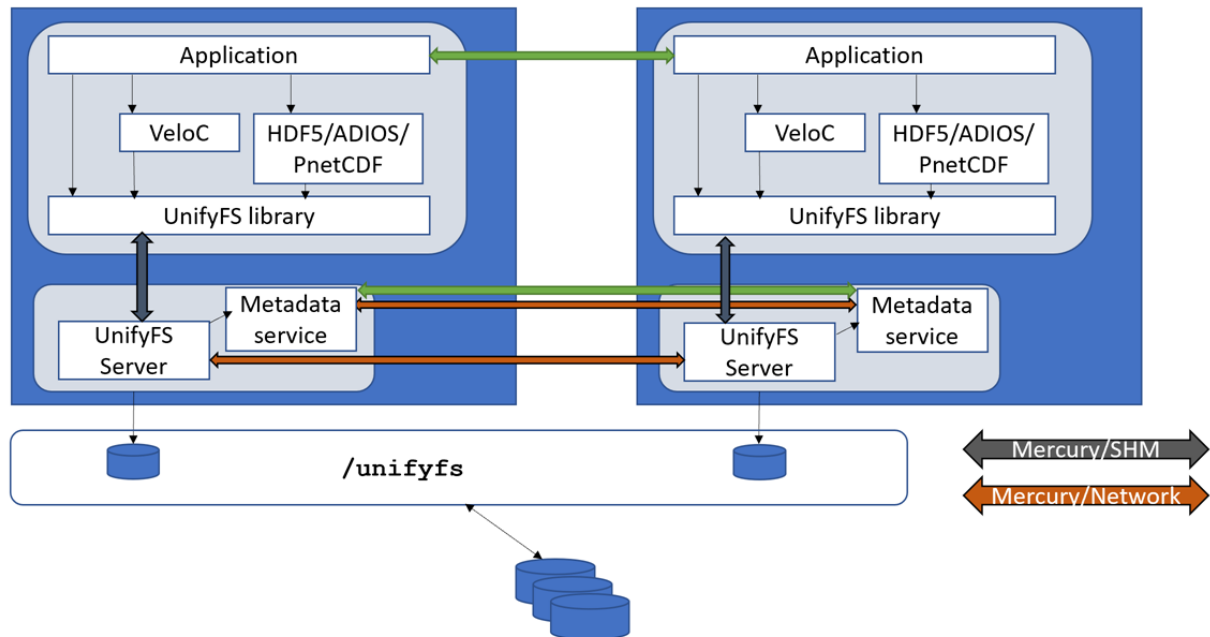 Application
VeloC
HDF5/ADIOS/
PnetCDF
UnifyFS library
Metadata
service
UnifyFS
Server
Application
VeloC
HDF5/ADIOS/
PnetCDF
UnifyFS library
Metadata
service
UnifyFS
Server
/unifyfs
Mercury/SHM
Mercury/Network